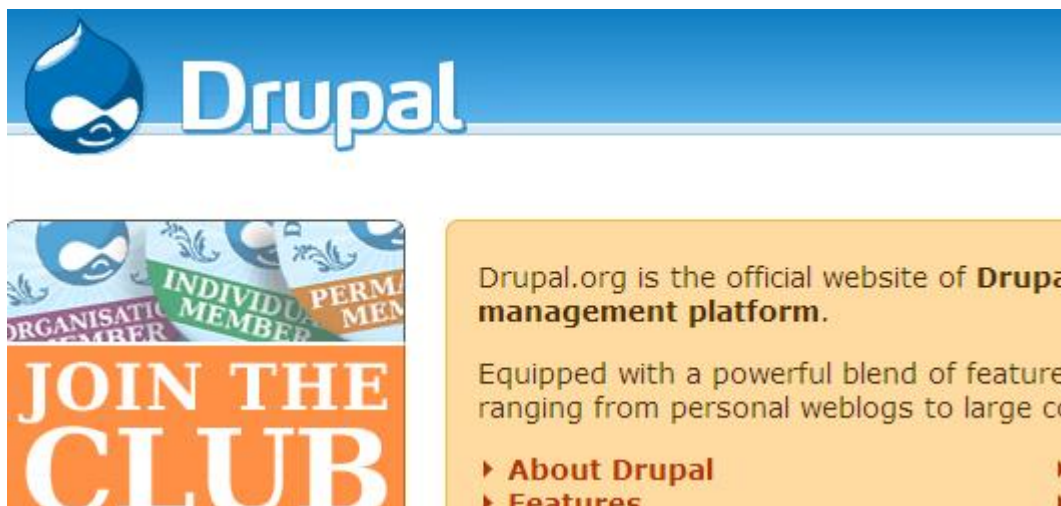 Drupal
ORGANISATI
MEMBER
INDIVIDU
MEMBER
PERMA
MEM
JOIN THE
CLUB
Drupal.org is the official website of Drupa
management platform.
Equipped with a powerful blend of feature
ranging from personal weblogs to large c
About Drupal
Features